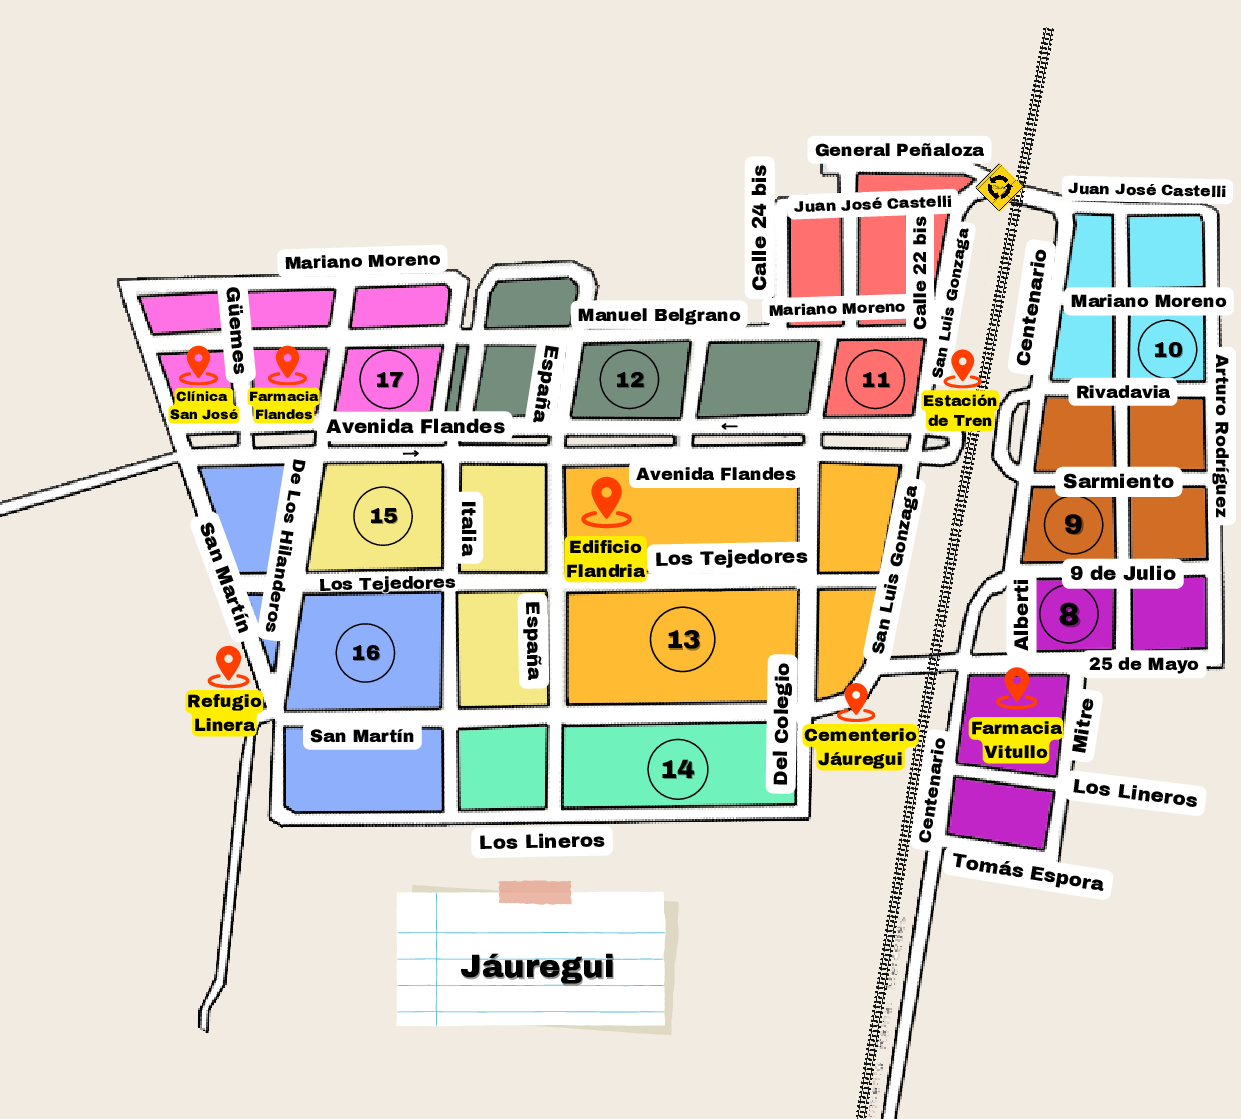 General Peñaloza
Calle 24 bis
Juan José Castelli
Juan José Castelli
Calle 22 bis
San Luis Gonzaga
Centenario
Mariano Moreno
Güemes
Manuel Belgrano
Mariano Moreno
Mariano Moreno
España
17
12
11
10
Arturo Rodríguez
Clínica
San José
Farmacia
Flandes
Estación
de Tren
Rivadavia
Avenida Flandes
←
→
Avenida Flandes
Sarmiento
De Los Hilanderos
San Martín
15
Italia
Edificio
Flandria
Los Tejedores
Los Tejedores
San Luis Gonzaga
9
9 de Julio
8
Alberti
España
16
13
25 de Mayo
Refugio
Linera
San Martín
Del Colegio
Cementerio
Jáuregui
Farmacia
Vitullo
Mitre
14
Centenario
Los Lineros
Los Lineros
Tomás Espora
Jáuregui